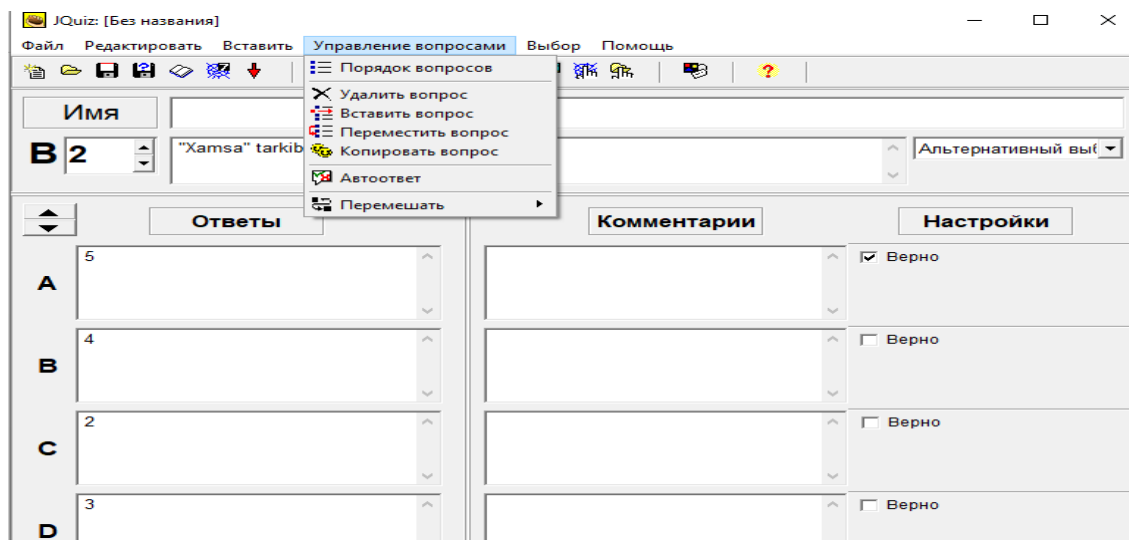 JQuiz: [Без названия]
Файл Редактировать Вставить Управление вопросами Выбор Помощь
Порядок вопросов
Удалить вопрос
Вставить вопрос
Переместить вопрос
Копировать вопрос
Автоответ
Перемешать
Имя
В 2 "Xamsa" tarkib Альтернативный выб
Ответы Комментарии Настройки
A 5 Верно
B 4 Верно
C 2 Верно
D 3 Верно